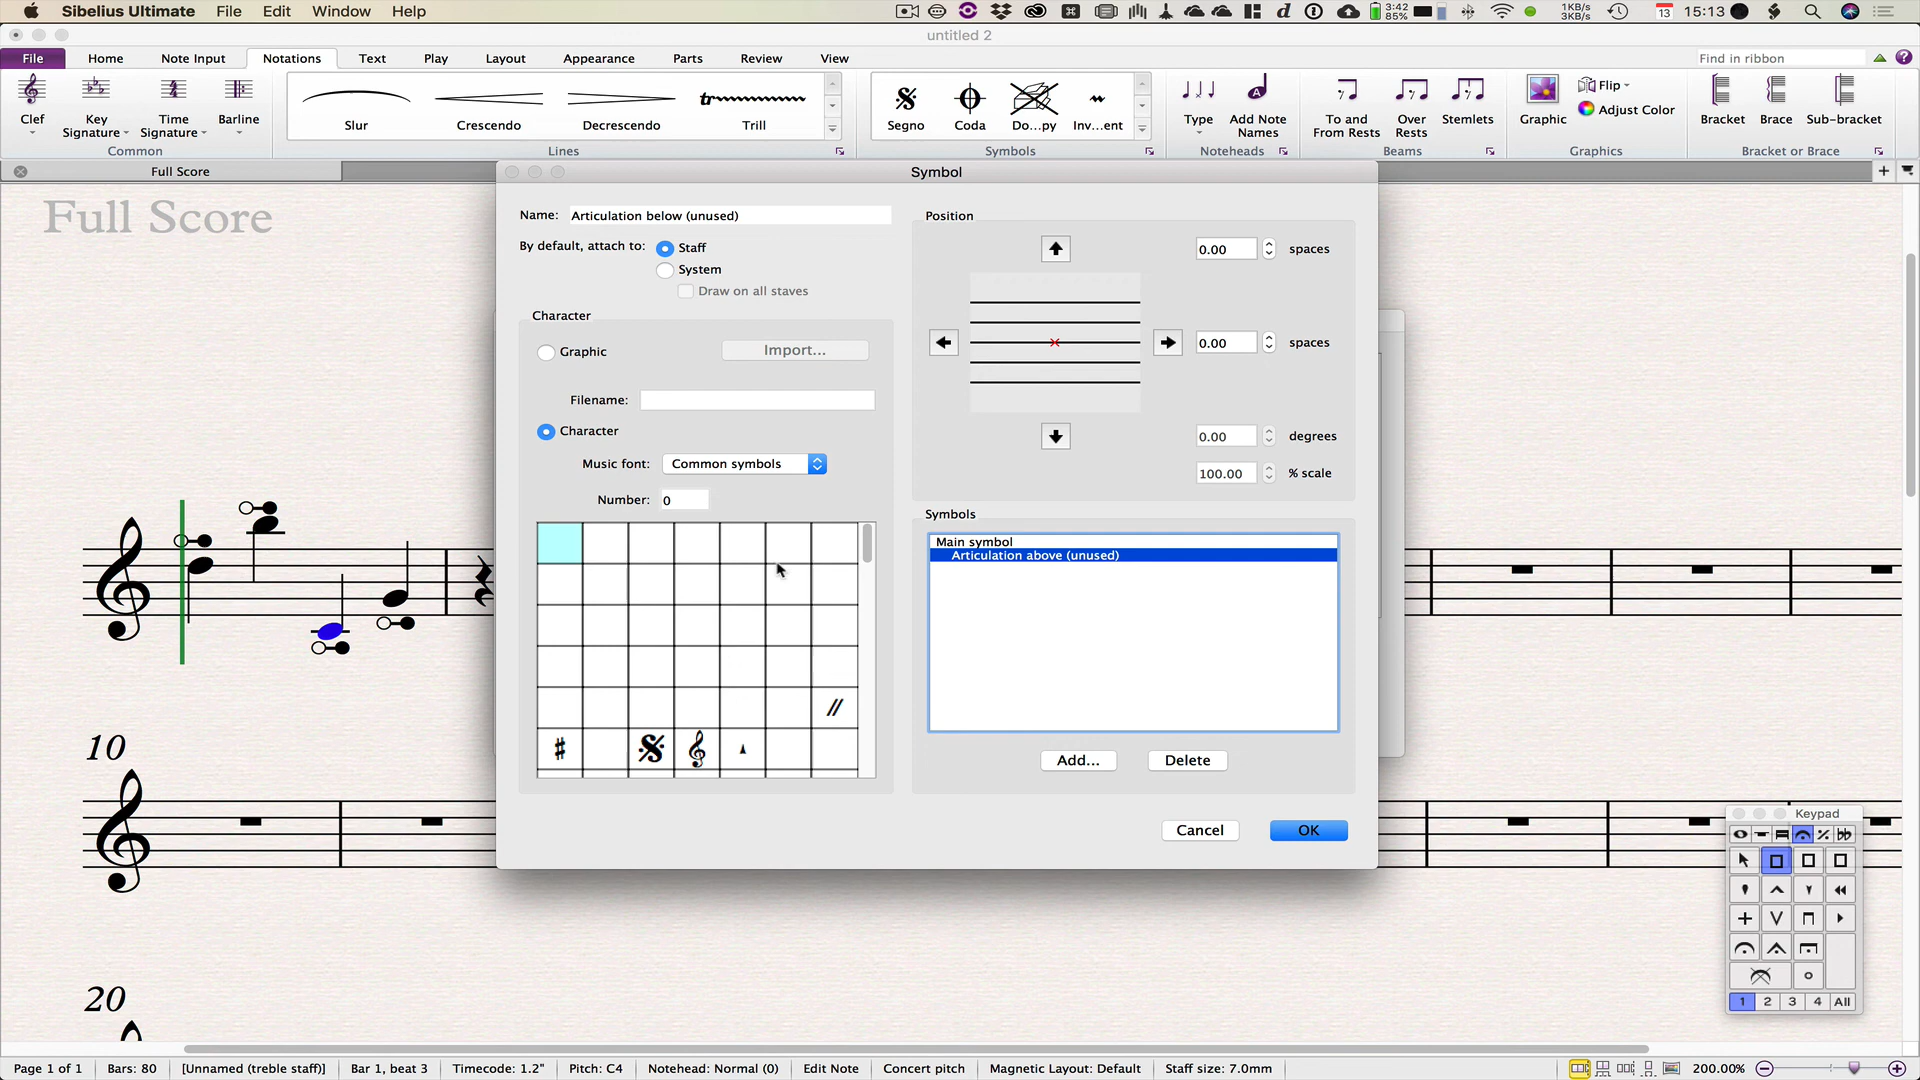 Sibelius Ultimate File Edit Window Help
3:42 85% 1KB/s 3KB/s 13 15:13
untitled 2
File Home Note Input Notations Text Play Layout Appearance Parts Review View Find in ribbon
Clef Key Signature Time Signature Barline
Slur Crescendo Decrescendo Trill
Segno Coda Do...py Inv...ent
Type Add Note Names
To and From Rests Over Rests Stemlets
Graphic Flip Adjust Color
Bracket Brace Sub-bracket
Common Lines Symbols Noteheads Beams Graphics Bracket or Brace
Full Score
Full Score
10
20
Symbol
Name: Articulation below (unused)
By default, attach to: Staff
System
Draw on all staves
Character
Graphic Import...
Filename:
Character
Music font: Common symbols
Number: 0
Position
0.00 spaces
0.00 spaces
0.00 degrees
100.00 % scale
Symbols
Main symbol
Articulation above (unused)
Add... Delete
Cancel OK
Keypad
1 2 3 4 All
Page 1 of 1 Bars: 80 [Unnamed (treble staff)] Bar 1, beat 3 Timecode: 1.2" Pitch: C4 Notehead: Normal (0) Edit Note Concert pitch Magnetic Layout: Default Staff size: 7.0mm 200.00%